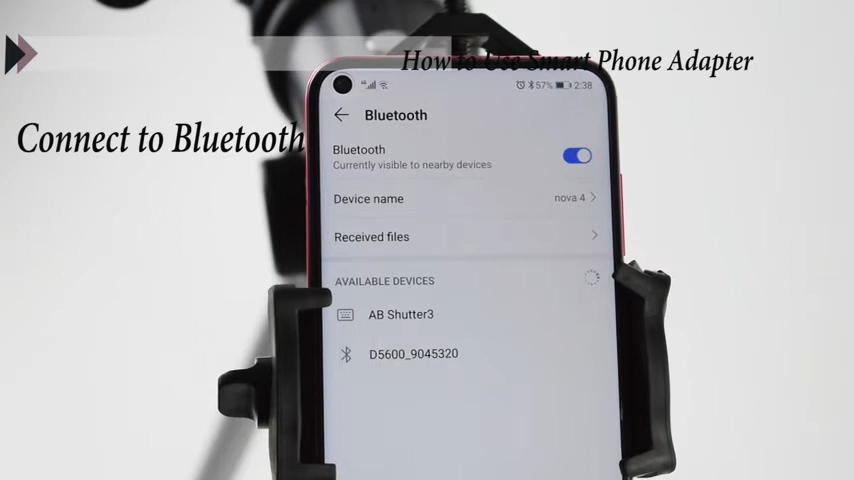 How to Use Smart Phone Adapter
Connect to Bluetooth
57% 2:38
Bluetooth
Bluetooth
Currently visible to nearby devices
Device name nova 4
Received files
AVAILABLE DEVICES
AB Shutter3
D5600_9045320